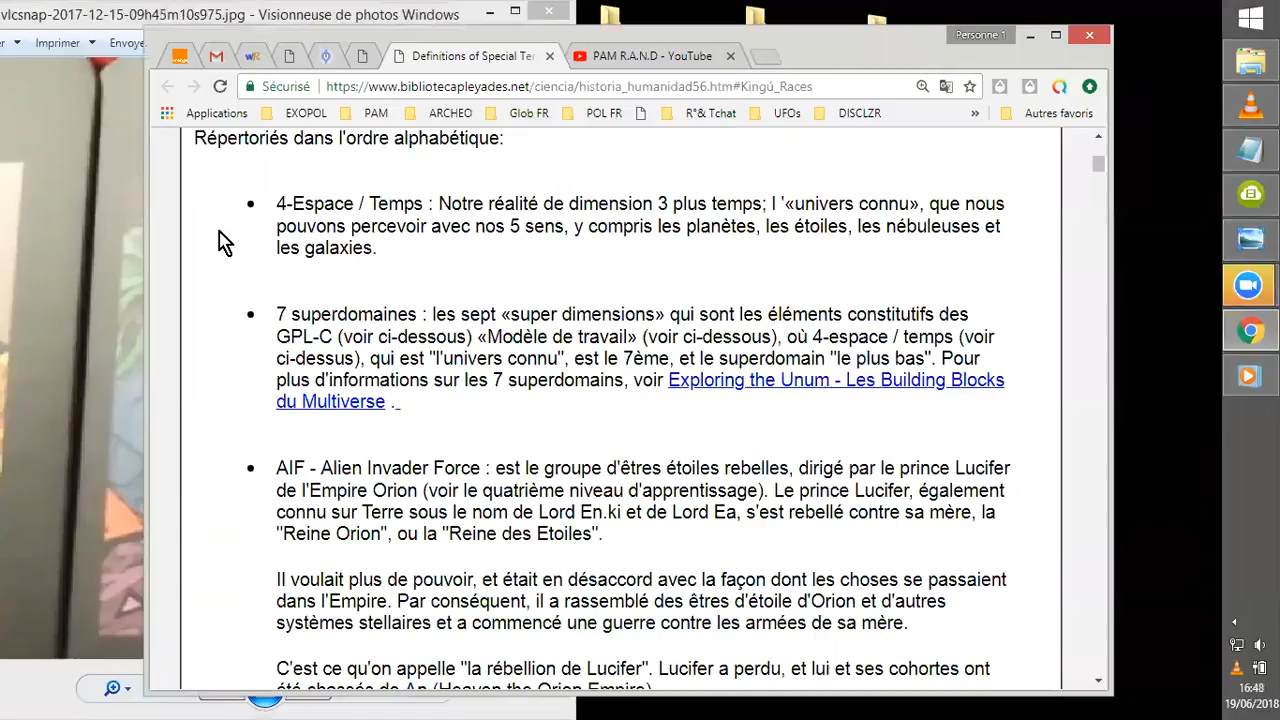 vlcsnap-2017-12-15-09h45m10s975.jpg - Visionneuse de photos Windows
Imprimer
Envoye
Personne 1
Definitions of Special Te
PAM R.A.N.D - YouTube
Sécurisé
https://www.bibliotecapleyades.net/ciencia/historia_humanidad56.htm#Kingú_Races
Applications
EXOPOL
PAM
ARCHEO
Glob FR
POL FR
R°& Tchat
UFOs
DISCLZR
»
Autres favoris
Répertoriés dans l'ordre alphabétique:
• 4-Espace / Temps : Notre réalité de dimension 3 plus temps; l '«univers connu», que nous
pouvons percevoir avec nos 5 sens, y compris les planètes, les étoiles, les nébuleuses et
les galaxies.
• 7 superdomaines : les sept «super dimensions» qui sont les éléments constitutifs des
GPL-C (voir ci-dessous) «Modèle de travail» (voir ci-dessous), où 4-espace / temps (voir
ci-dessus), qui est "l'univers connu", est le 7ème, et le superdomain "le plus bas". Pour
plus d'informations sur les 7 superdomains, voir Exploring the Unum - Les Building Blocks
du Multiverse .
• AIF - Alien Invader Force : est le groupe d'êtres étoiles rebelles, dirigé par le prince Lucifer
de l'Empire Orion (voir le quatrième niveau d'apprentissage). Le prince Lucifer, également
connu sur Terre sous le nom de Lord En.ki et de Lord Ea, s'est rebellé contre sa mère, la
"Reine Orion", ou la "Reine des Etoiles".
Il voulait plus de pouvoir, et était en désaccord avec la façon dont les choses se passaient
dans l'Empire. Par conséquent, il a rassemblé des êtres d'étoile d'Orion et d'autres
systèmes stellaires et a commencé une guerre contre les armées de sa mère.
C'est ce qu'on appelle "la rébellion de Lucifer". Lucifer a perdu, et lui et ses cohortes ont
été chassés de An (Heaven the Orion Empire)
16:48
19/06/2018